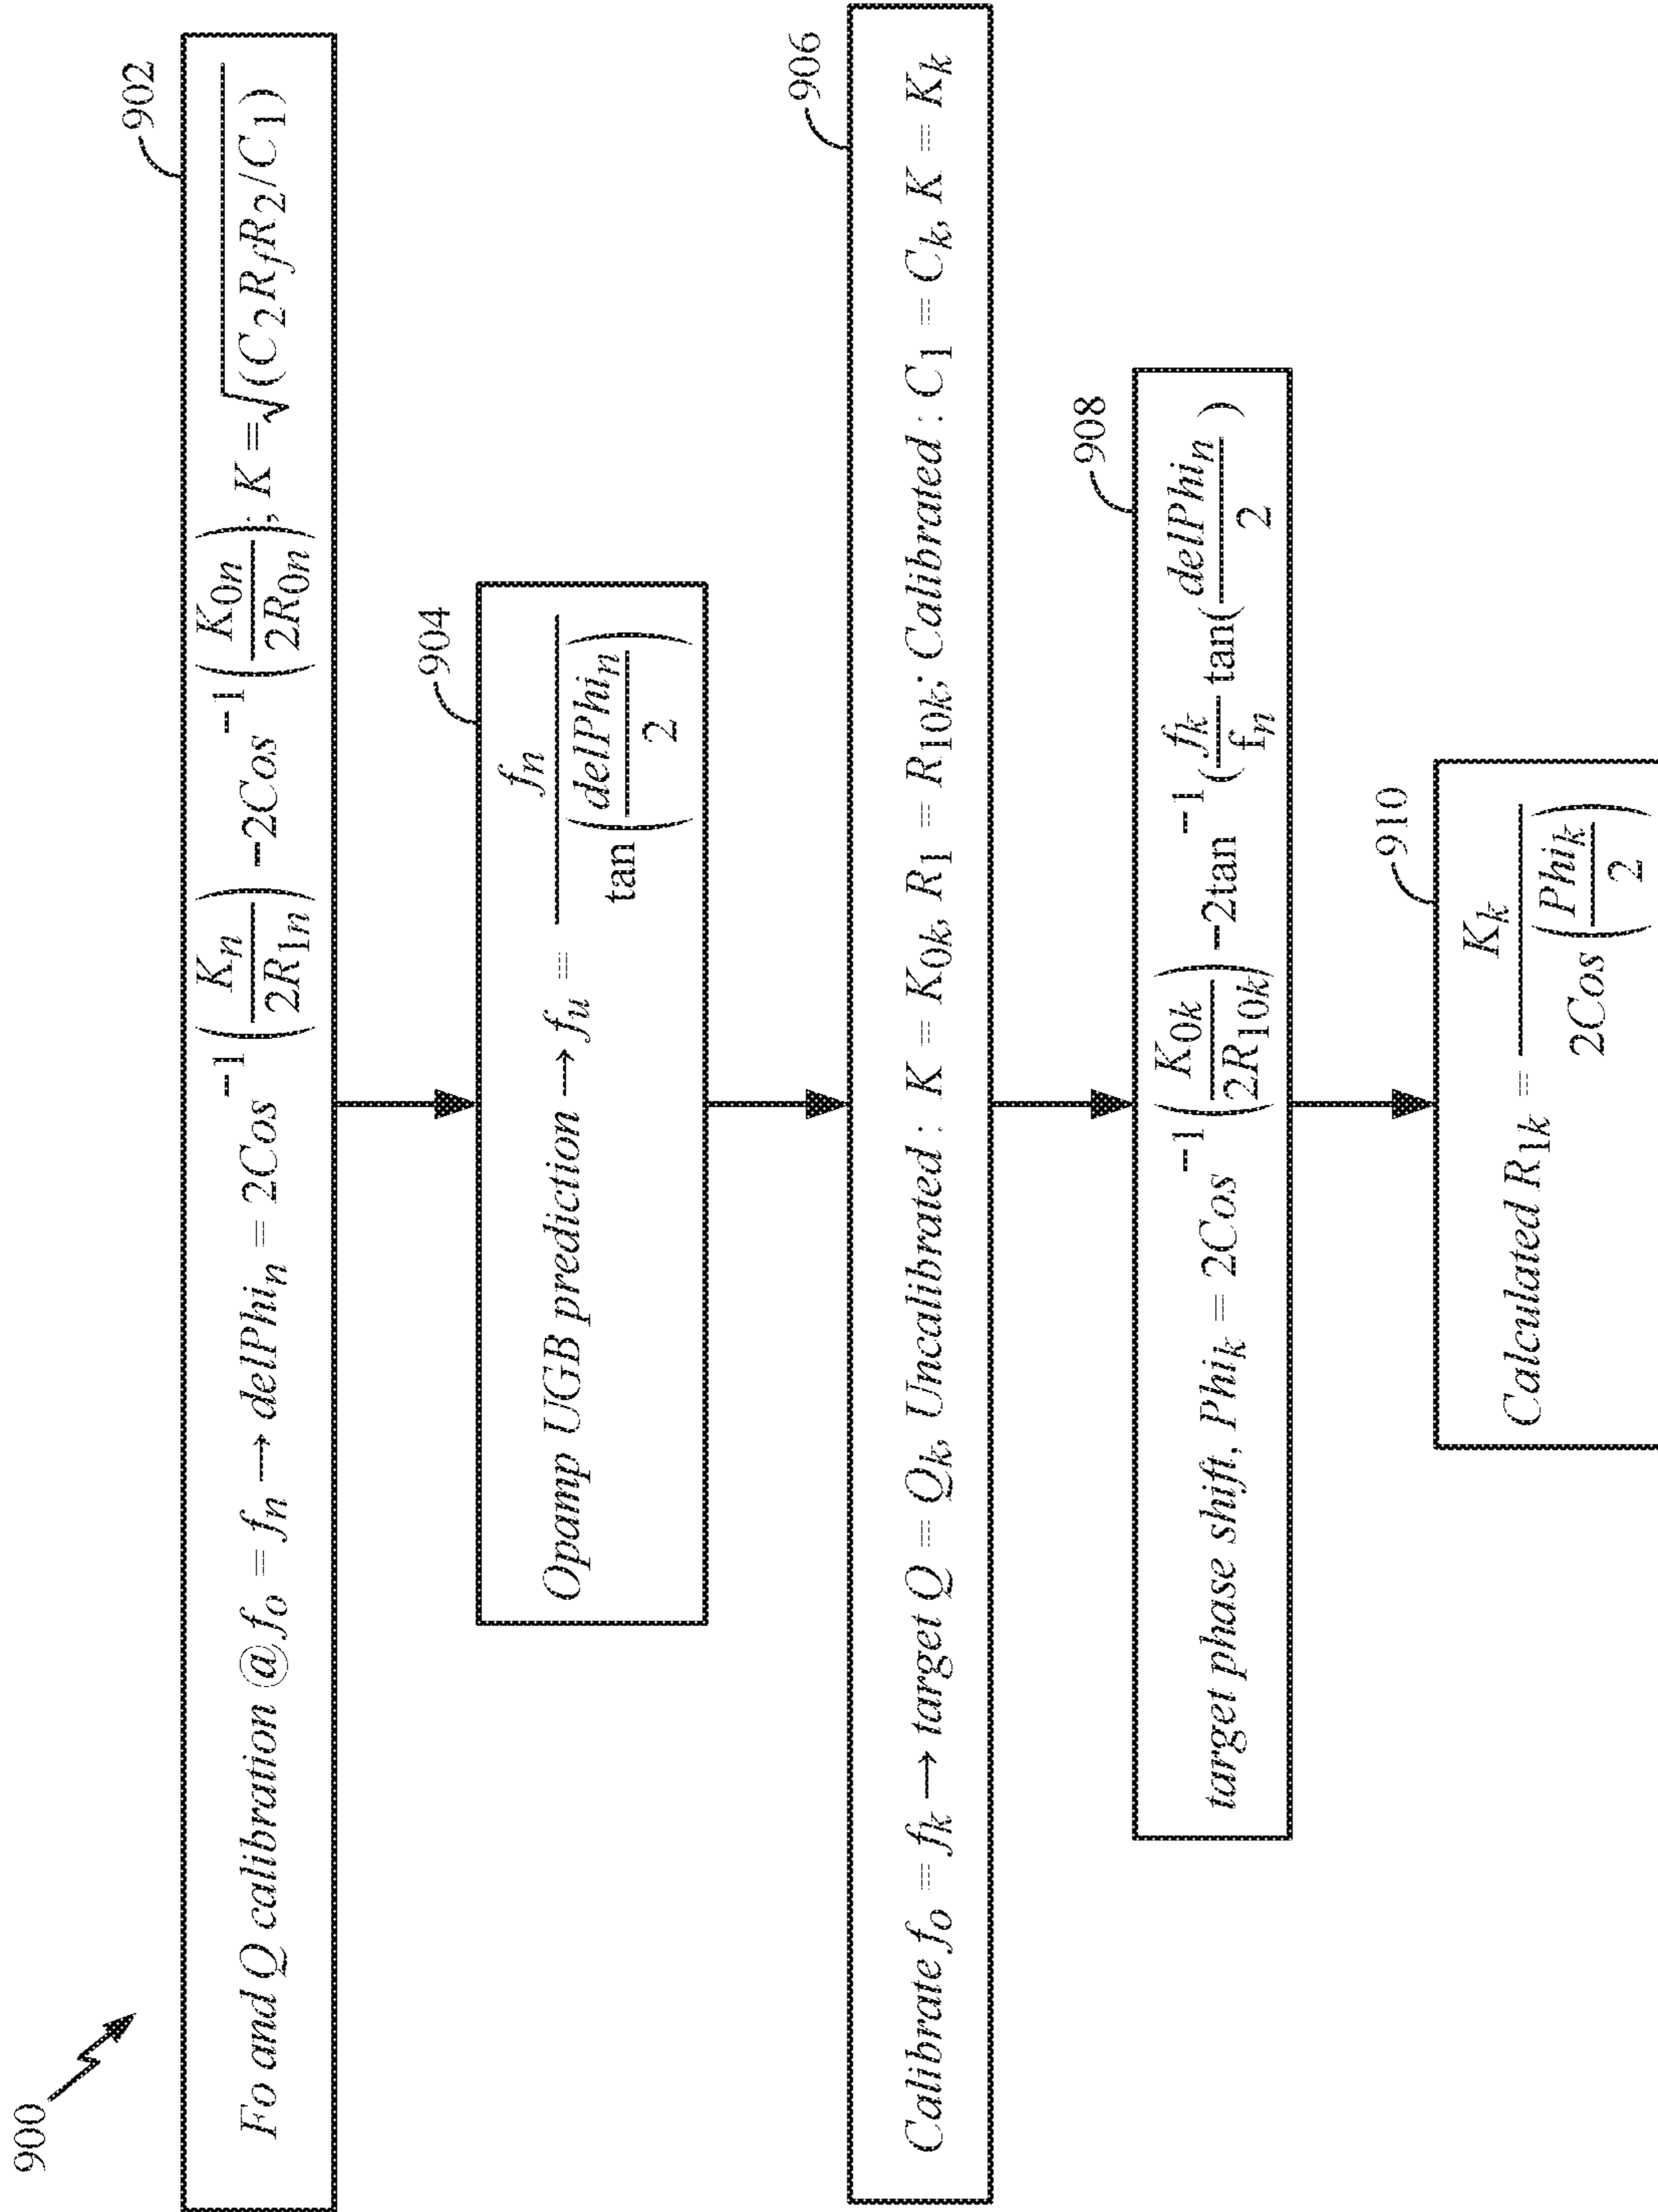 900
902
Fo and Q calibration @ f_o = f_n → delPhi_n = 2Cos^-1 (K_n / 2R_1n) -2Cos^-1 (K_0n / 2R_0n); K = √(C_2 R_f R_2/C_1)
904
Opamp UGB prediction → f_u = f_n / tan (delPhi_n / 2)
906
Calibrate f_o = f_k → target Q = Q_k, Uncalibrated : K = K_0k, R_1 = R_10k; Calibrated : C_1 = C_k, K = K_k
908
target phase shift, Phi_k = 2Cos^-1 (K_0k / 2R_10k) -2tan^-1 (f_k / f_n tan(delPhi_n / 2 )
910
Calculated R_1k = K_k / 2Cos (Phi_k / 2)